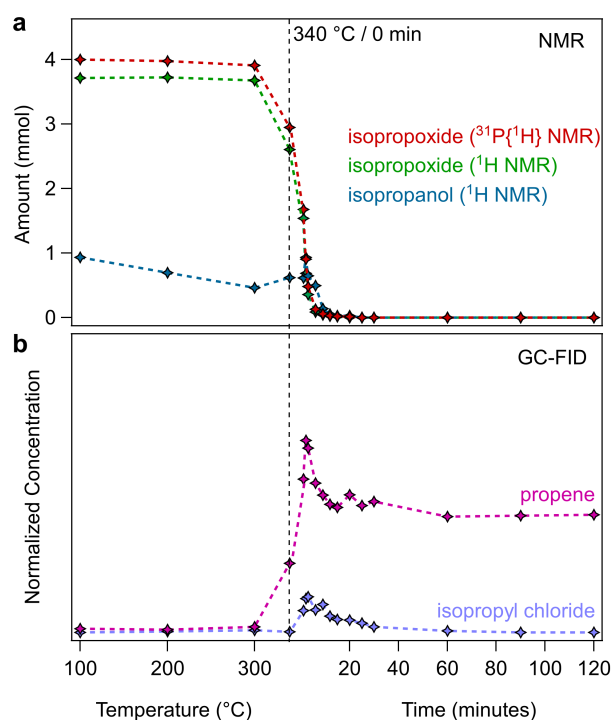 a
340 °C / 0 min
NMR
4
3
2
1
0
Amount (mmol)
isopropoxide (³¹P{¹H} NMR)
isopropoxide (¹H NMR)
isopropanol (¹H NMR)
b
GC-FID
Normalized Concentration
propene
isopropyl chloride
100 200 300 20 40 60 80 100 120
Temperature (°C) Time (minutes)